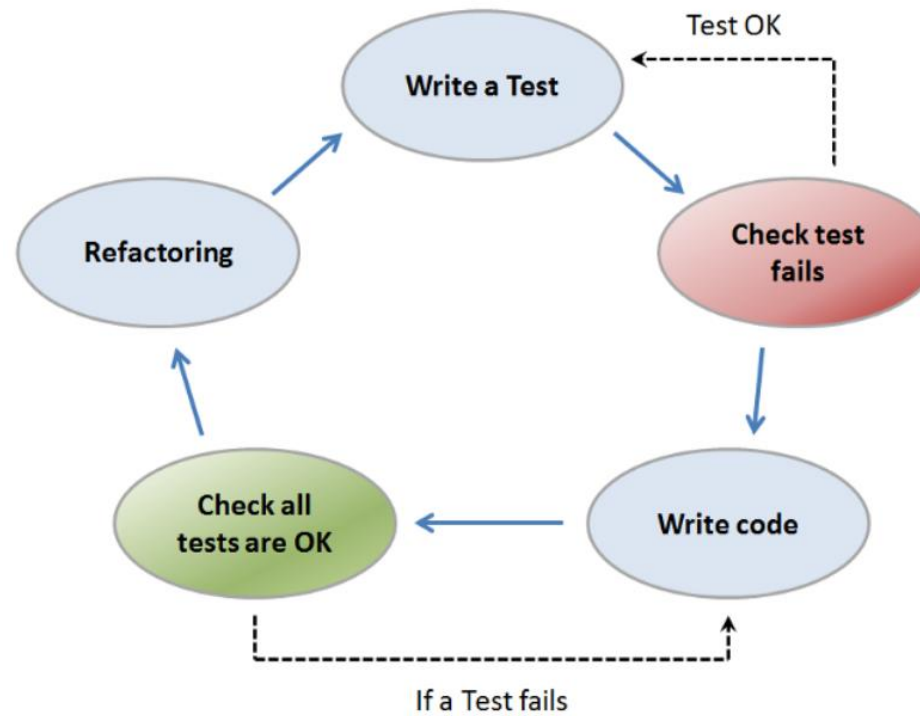 Test OK
Write a Test
Check test
fails
Refactoring
Write code
Check all
tests are OK
If a Test fails